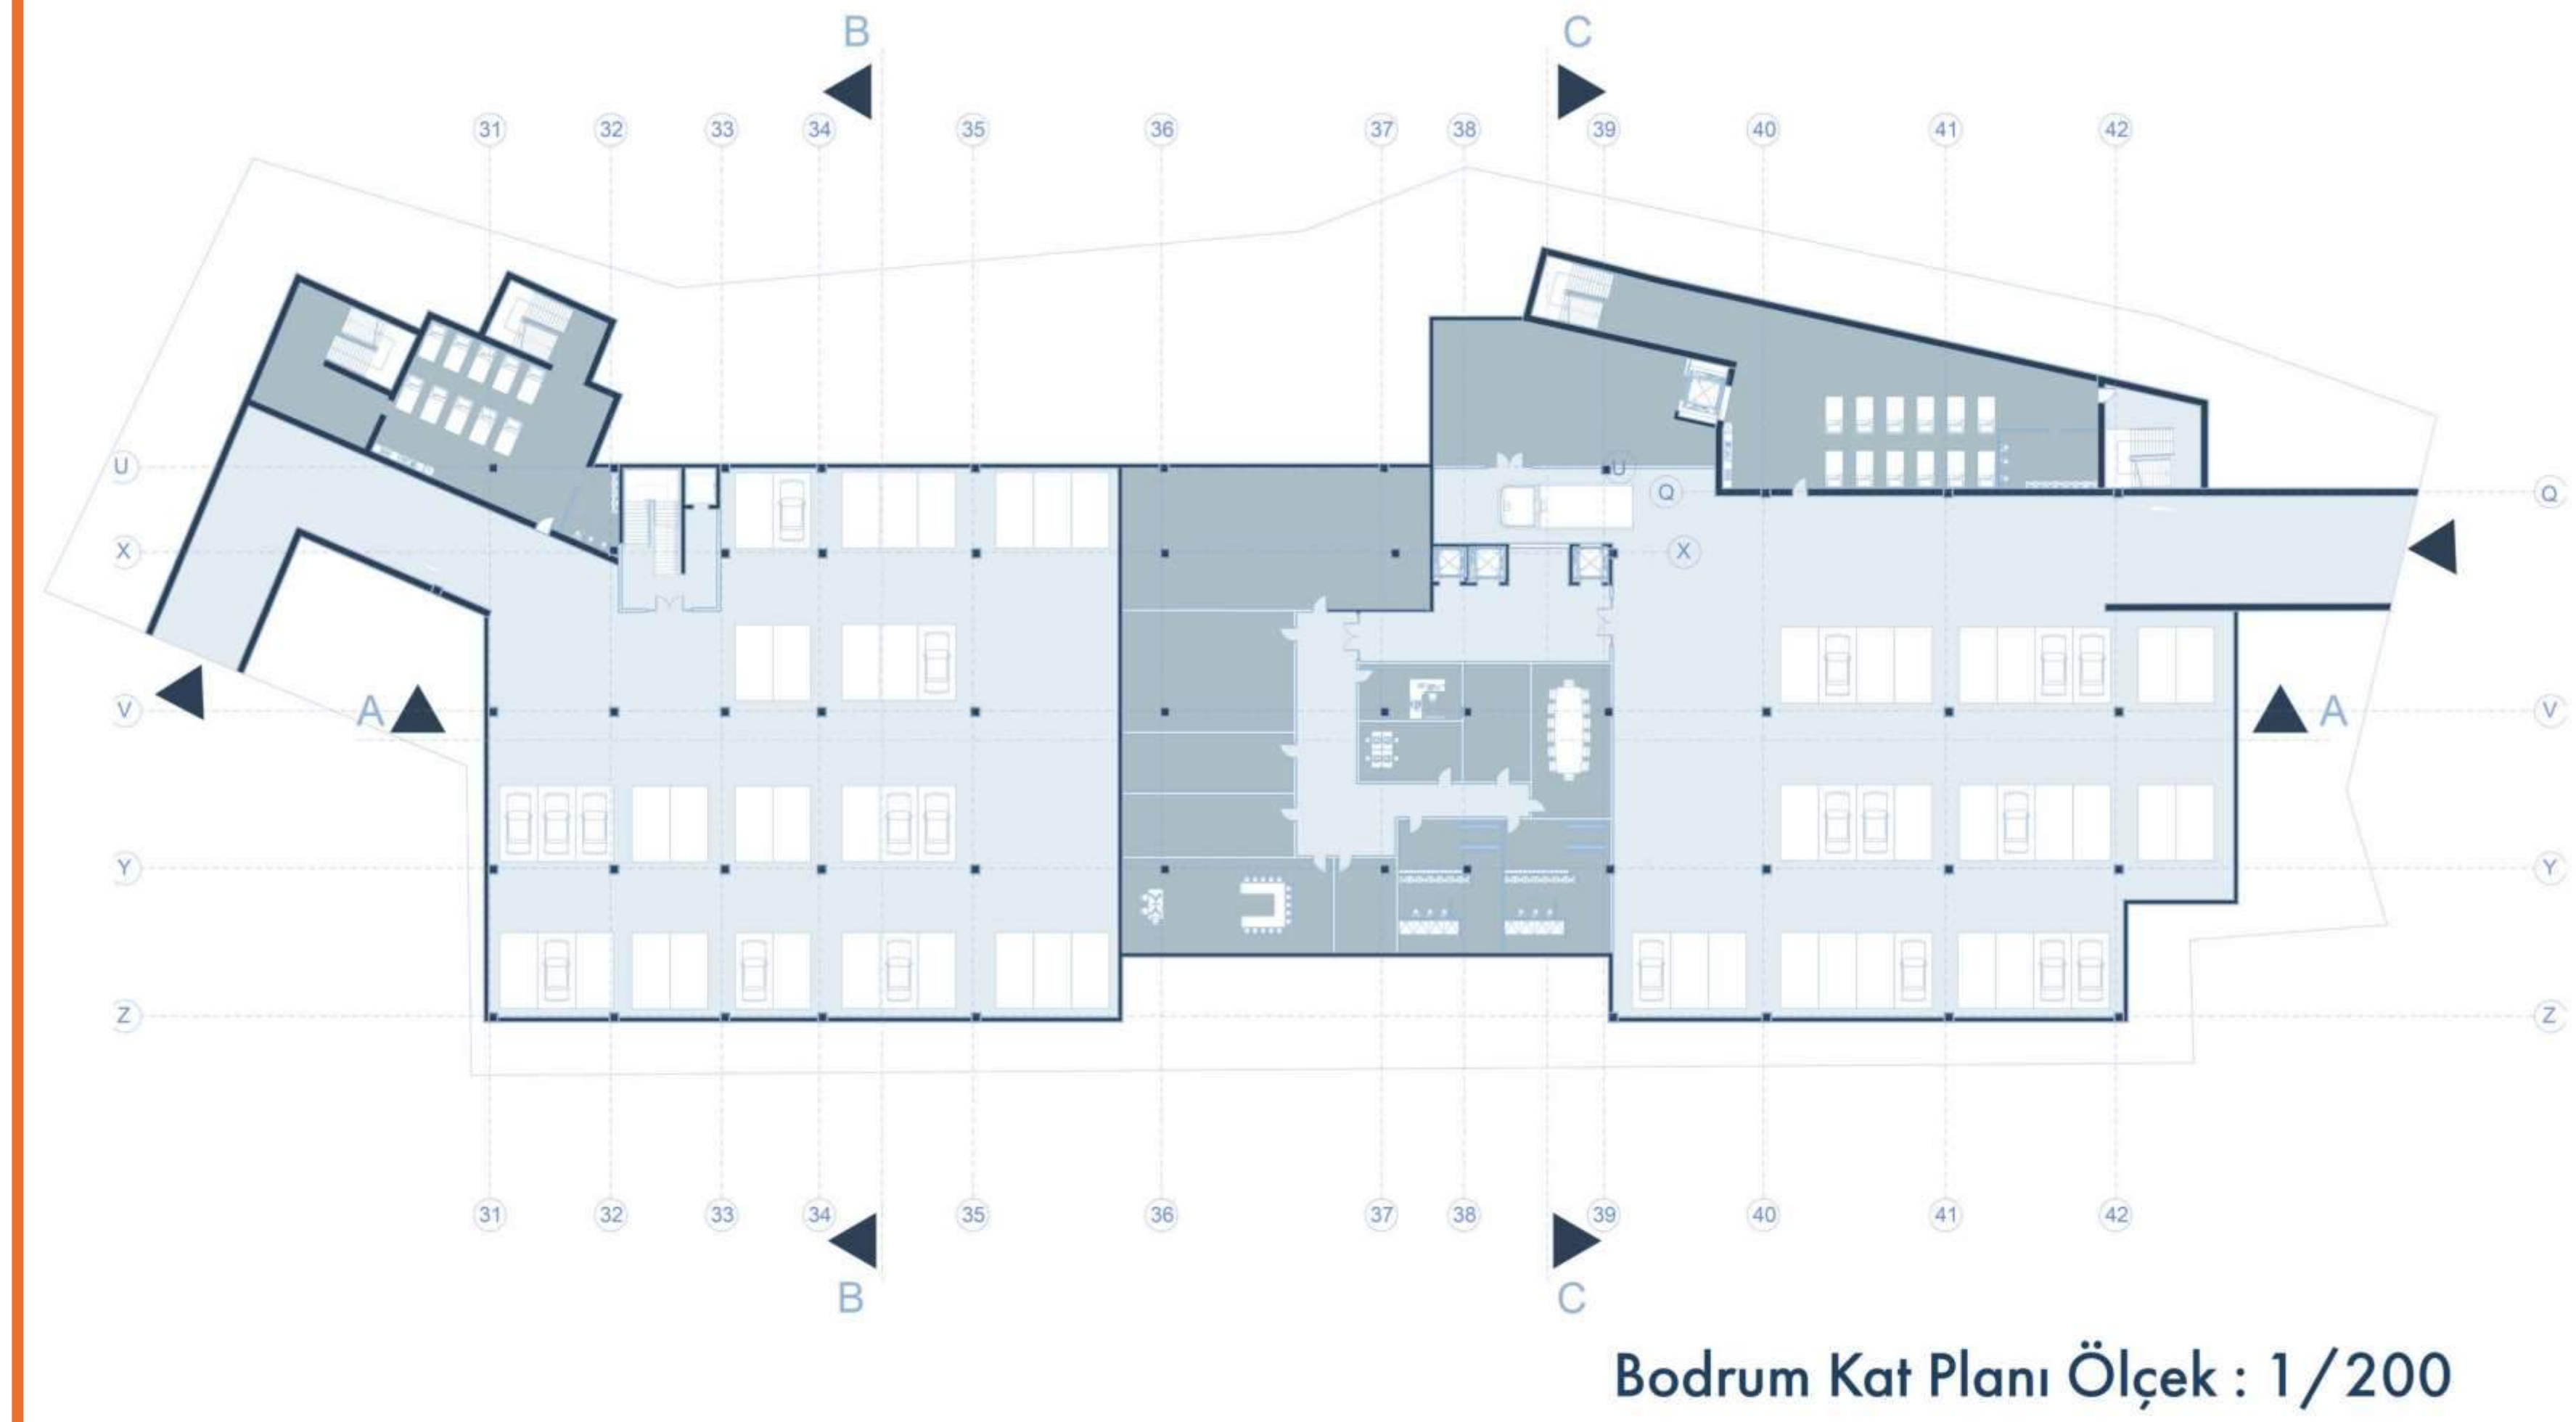 B C
31 32 33 34 35 36 37 38 39 40 41 42
U U
Q Q
X X
V A A V
Y Y
Z Z
31 32 33 34 35 36 37 38 39 40 41 42
B C
Bodrum Kat Planı Ölçek : 1/200